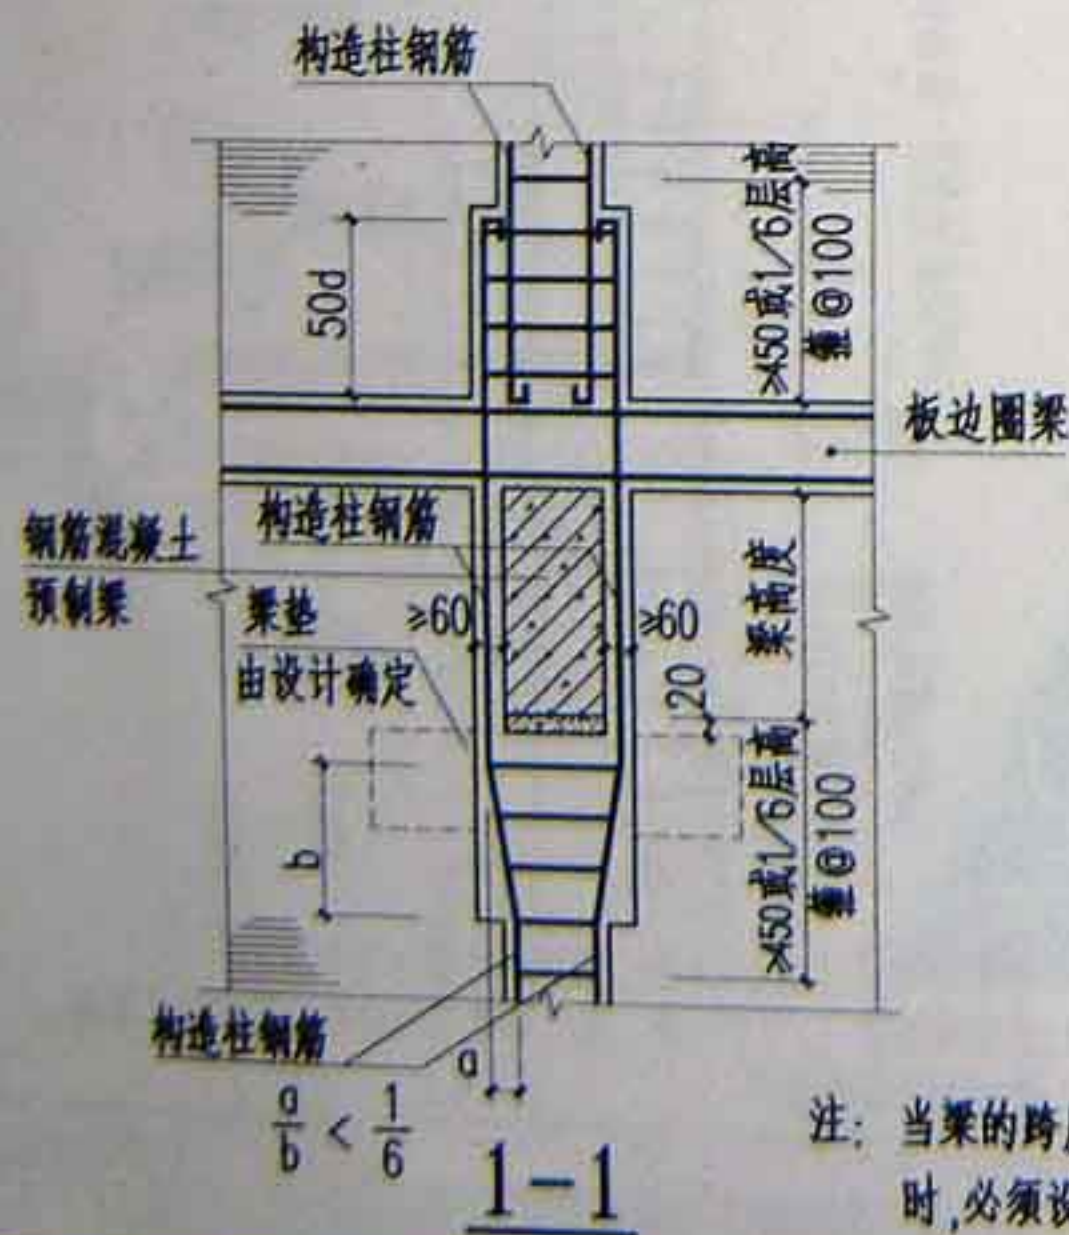 构造柱钢筋
≥450或1/6层高
@100
50d
板边圈梁
构造柱钢筋
钢筋混凝土
预制梁
梁垫
由设计确定
≥60
≥60
梁高度
20
b
≥450或1/6层高
@100
构造柱钢筋
a
a/b < 1/6
1-1
注: 当梁的跨
时,必须设